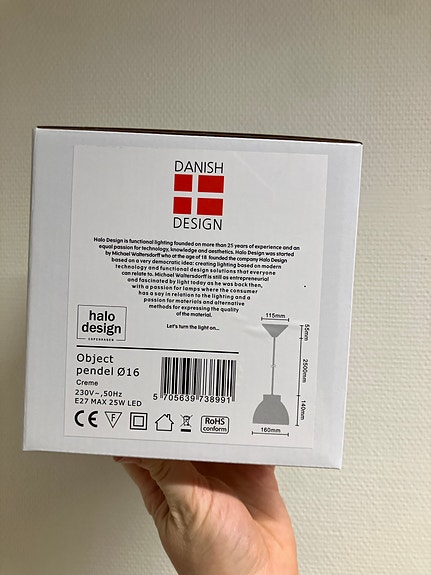 DANISH
DESIGN
Halo Design is functional lighting founded on more than 25 years of experience and an
equal passion for technology, knowledge and aesthetics. Halo Design was started
by Michael Waltersdorff who at the age of 18 founded the company Halo Design
based on a very democratic idea: creating lighting based on modern
technology and functional design solutions that everyone
can relate to. Michael Waltersdorff is still as entrepreneurial
and fascinated by light today as he was back then,
with a passion for lamps where the consumer
has a say in relation to the lighting and a
passion for materials and alternative
methods for expressing the quality
of the material.
Let's turn the light on...
halo
design
COPENHAGEN
Object
pendel Ø16
Creme
230V~,50Hz
E27 MAX 25W LED
5 705639 738991
CE F RoHS
conform
115mm
55mm
2500mm
140mm
160mm